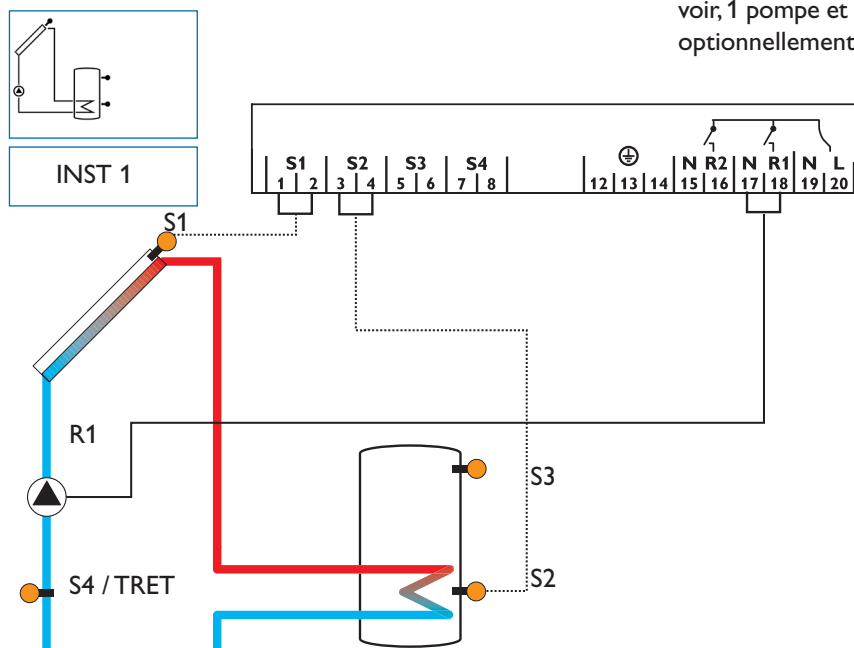 voir, 1 pompe et
optionnellement
INST 1
S1 S2 S3 S4 N R2 N R1 N L
1 2 3 4 5 6 7 8 12 13 14 15 16 17 18 19 20
S1
R1
S3
S4 / TRET
S2